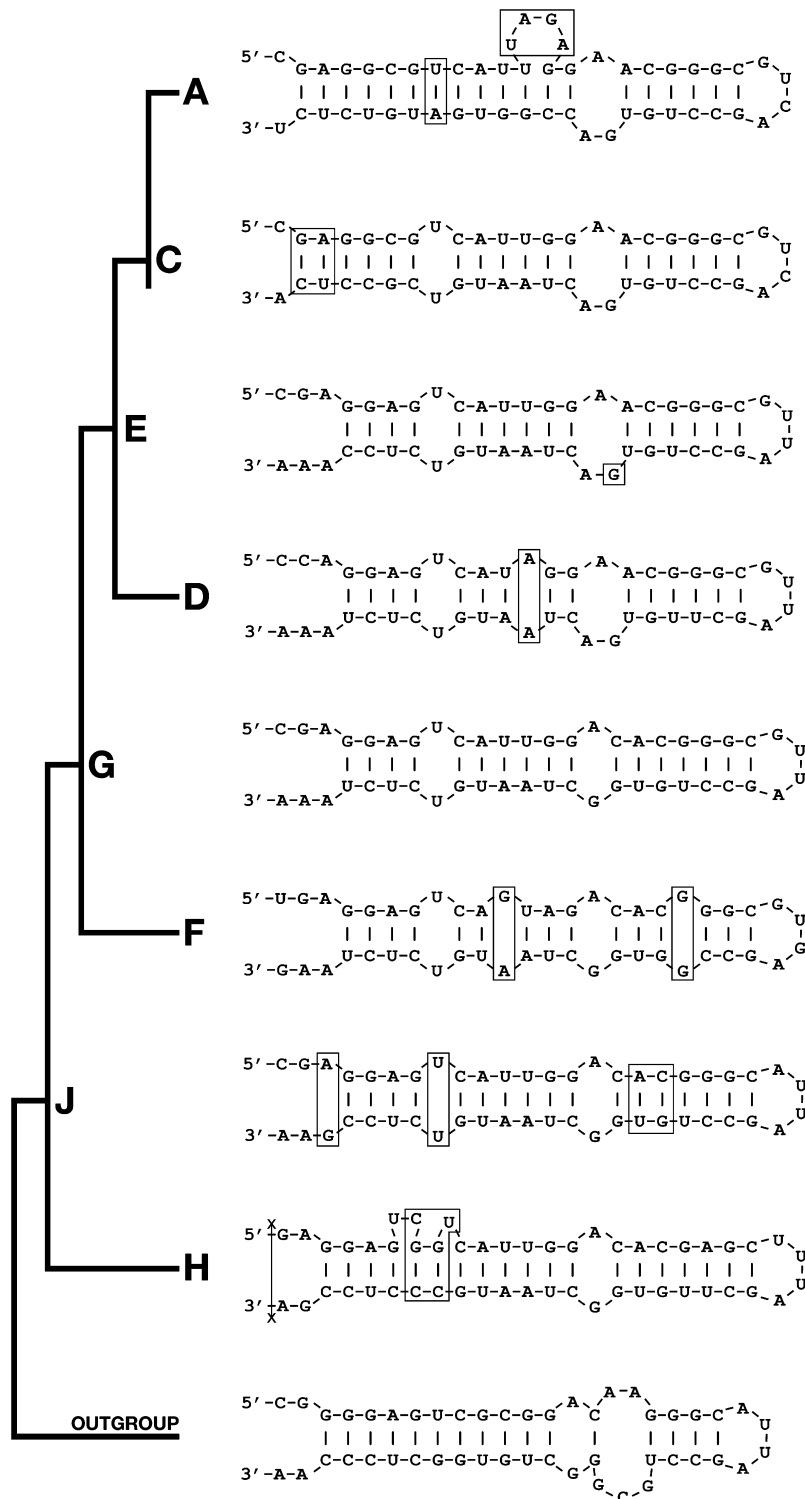 A-G
U A
5'-C-G-A-G-G-C-G-U-C-A-U-U G-G-A-A-C-G-G-G-C-G
U
C
3'-U-C-U-C-U-G-U-A-G-U-G-G-C-C-A-G-U-G-U-C-C-G-A
A
5'-C-G-A-G-G-C-G-U-C-A-U-U-G-G-A-A-C-G-G-G-C-G
U
C
3'-A-C-U-C-C-G-C-U-G-U-A-A-U-C-A-G-U-G-U-C-C-G-A
C
5'-C-G-A-G-G-A-G-U-C-A-U-U-G-G-A-A-C-G-G-G-C-G
U
U
3'-A-A-A-C-C-U-C-U-G-U-A-A-U-C-A-G-U-G-U-C-C-G-A
E
5'-C-C-A-G-G-A-G-U-C-A-U-A-G-G-A-A-C-G-G-G-C-G
U
U
3'-A-A-A-U-C-U-C-U-G-U-A-A-U-C-A-G-U-G-U-U-C-G-A
D
5'-C-G-A-G-G-A-G-U-C-A-U-U-G-G-A-C-A-C-G-G-G-C-G
U
U
3'-A-A-A-U-C-U-C-U-G-U-A-A-U-C-G-G-U-G-U-C-C-G-A
G
5'-U-G-A-G-G-A-G-U-C-A-G-U-A-G-A-C-A-C-G-G-G-C-G
U
G
3'-G-A-A-U-C-U-C-U-G-U-A-A-U-C-G-G-U-G-G-C-C-G-A
F
5'-C-G-A-G-G-A-G-U-C-A-U-U-G-G-A-C-A-C-G-G-G-C-A
U
U
3'-A-A-G-C-C-U-C-U-G-U-A-A-U-C-G-G-U-G-U-C-C-G-A
J
U-C U
X
5'-G-A-G-G-A-G G-G-C-A-U-U-G-G-A-C-A-C-G-A-G-C-U
U
U
3'-A-G-C-C-U-C-C-C-G-U-A-A-U-C-G-G-U-G-U-U-C-G-A
X
H
A-A
5'-C-G-G-G-G-A-G-U-C-G-C-G-G-A-C G-G-G-C-A
U
U
3'-A-A-C-C-C-U-C-G-G-U-G-U-C-G-G U-C-C-G-A
G-C-G
OUTGROUP